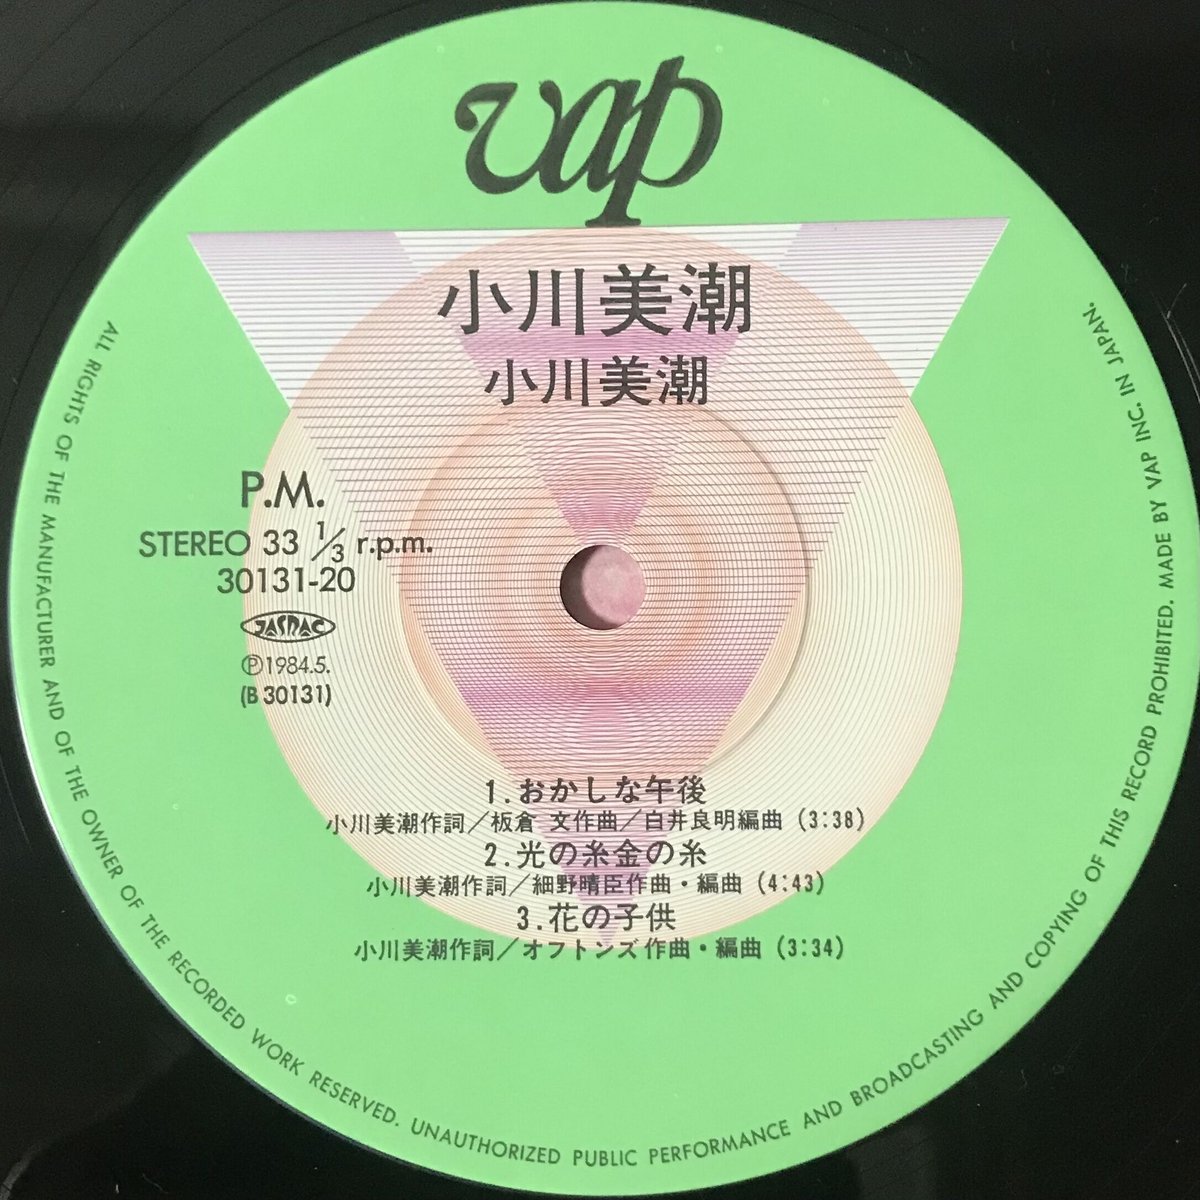 vap
小川美潮
小川美潮
P.M.
STEREO 33 1/3 r.p.m.
30131-20
JASRAC
Ⓟ1984.5.
(B 30131)
1.おかしな午後
小川美潮作詞／板倉 文作曲／白井良明編曲 (3:38)
2.光の糸金の糸
小川美潮作詞／細野晴臣作曲・編曲 (4:43)
3.花の子供
小川美潮作詞／オフトンズ作曲・編曲 (3:34)
ALL RIGHTS OF THE MANUFACTURER AND OF THE OWNER OF THE RECORDED WORK RESERVED. UNAUTHORIZED PUBLIC PERFORMANCE AND BROADCASTING AND COPYING OF THIS RECORD PROHIBITED. MADE BY VAP INC. IN JAPAN.